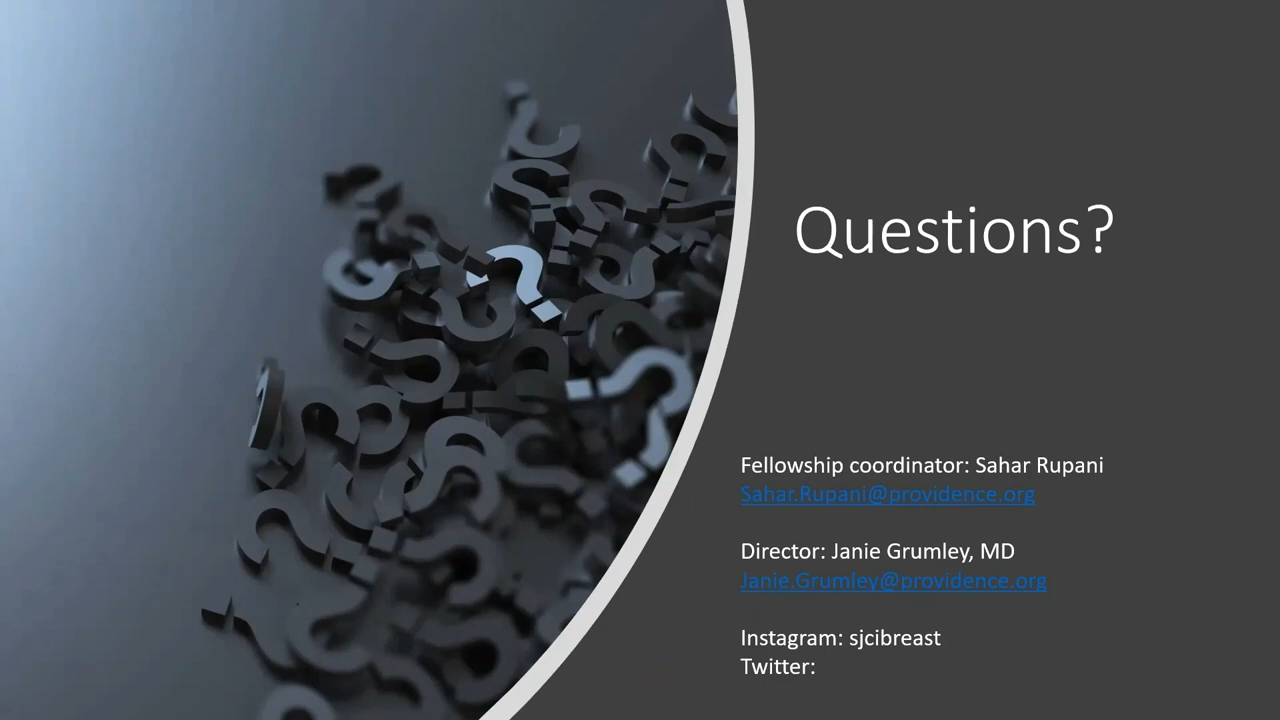 Questions?
Fellowship coordinator: Sahar Rupani
Sahar.Rupani@providence.org
Director: Janie Grumley, MD
Janie.Grumley@providence.org
Instagram: sjcibreast
Twitter: